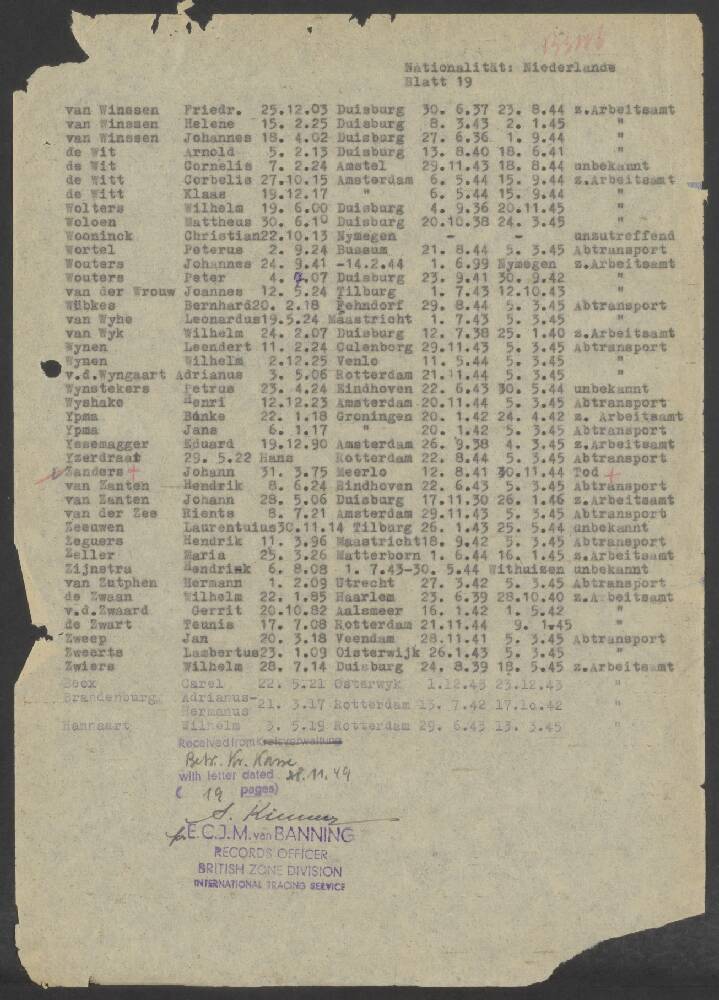 Nationalität: Niederlande
Blatt 19
van Winssen Friedr. 25.12.03 Duisburg 30. 6.37 23. 8.44 z.Arbeitsamt
van Winssen Helene 15. 2.25 Duisburg 8. 3.43 2. 1.45 "
van Winssen Johannes 18. 4.02 Duisburg 27. 6.36 1. 9.44 "
de Wit Arnold 5. 2.13 Duisburg 13. 8.40 18. 6.41 "
de Wit Cornelis 7. 2.24 Amstel 29.11.43 18. 8.44 unbekannt
de Witt Corbelis 27.10.15 Amsterdam 6. 5.44 15. 9.44 z.Arbeitsamt
de Witt Klaas 19.12.17 " 6. 5.44 15. 9.44 "
Wolters Wilhelm 19. 6.00 Duisburg 4. 9.36 20.11.45 "
Woloen Mattheus 30. 6.10 Duisburg 20.10.38 24. 3.45 "
Wooninck Christian22.10.13 Nymegen - - unzutreffend
Wortel Peterus 2. 9.24 Bussum 21. 8.44 5. 3.45 Abtransport
Wouters Johannes 24. 9.41 -14.2.44 1. 6.99 Nymegen z.Arbeitsamt
Wouters Peter 4. .07 Duisburg 23. 9.41 30. 9.42 "
van der Wrouw Joannes 12. 5.24 Tilburg 1. 7.43 12.10.43 "
Wübkes Bernhard20. 2.18 Pehndorf 29. 8.44 5. 3.45 Abtransport
van Wyhe Leonardus19.5.24 Maastricht 1. 7.43 5. 3.45 "
van Wyk Wilhelm 24. 2.07 Duisburg 12. 7.38 25. 1.40 z.Arbeitsamt
Wynen Leendert 11. 2.24 Culenborg 29.11.43 5. 3.45 Abtransport
Wynen Wilhelm 2.12.25 Venlo 11. 5.44 5. 3.45 "
v.d.Wyngaart Adrianus 3. 5.06 Rotterdam 21.11.44 5. 3.45 "
Wynstekers Petrus 23. 4.24 Eindhoven 22. 6.43 30. 5.44 unbekannt
Wyshake Henri 12.12.23 Amsterdam 20.11.44 5. 3.45 Abtransport
Ypma Bönke 22. 1.18 Groningen 20. 1.42 24. 4.42 z. Arbeitsamt
Ypma Jans 6. 1.17 " 20. 1.42 5. 3.45 Abtransport
Yssemagger Eduard 19.12.90 Amsterdam 26. 9.38 4. 3.45 z.Arbeitsamt
Yzerdraat 29. 5.22 Hans Rotterdam 22. 8.44 5. 3.45 Abtransport
Zanders + Johann 31. 3.75 Meerlo 12. 8.41 30.11.44 Tod +
van Zanten Hendrik 8. 6.24 Eindhoven 22. 6.43 5. 3.45 Abtransport
van Zanten Johann 28. 5.06 Duisburg 17.11.30 26. 1.46 z.Arbeitsamt
van der Zee Rients 8. 7.21 Amsterdam 29.11.43 5. 3.45 Abtransport
Zeeuwen Laurentuius30.11.14 Tilburg 26. 1.43 25. 5.44 unbekannt
Zeguers Hendrik 11. 3.96 Maastricht18. 9.42 5. 3.45 Abtransport
Zeller Maria 25. 3.26 Matterborn 1. 6.44 16. 1.45 z.Arbeitsamt
Zijnstra Hendriek 6. 8.08 1. 7.43-30. 5.44 Withuizen unbekannt
van Zutphen Hermann 1. 2.09 Utrecht 27. 3.42 5. 3.45 Abtransport
de Zwaan Wilhelm 22. 1.85 Haarlem 23. 6.39 28.10.40 z.Arbeitsamt
v.d.Zwaard Gerrit 20.10.82 Aalsmeer 16. 1.42 1. 5.42 "
de Zwart Teunis 17. 7.08 Rotterdam 21.11.44 9. 1.45 "
Zweep Jan 20. 3.18 Veendam 28.11.41 5. 3.45 Abtransport
Zweerts Lambertus23. 1.09 Oisterwijk 26.1.43 5. 3.45 "
Zwiers Wilhelm 28. 7.14 Duisburg 24. 8.39 18. 5.45 z.Arbeitsamt
Beex Carel 22. 5.21 Osterwyk 1.12.43 23.12.43 "
Brandenburg Adrianus-
Hermanus 21. 3.17 Rotterdam 13. 7.42 17.10.42 "
Hannaart Wilhelm 3. 5.19 Rotterdam 29. 6.43 13. 3.45 "
Received from Kreisverwaltung
with letter dated 28.11.49
( 19 pages)
E.C.J.M. van BANNING
RECORDS OFFICER
BRITISH ZONE DIVISION
INTERNATIONAL TRACING SERVICE